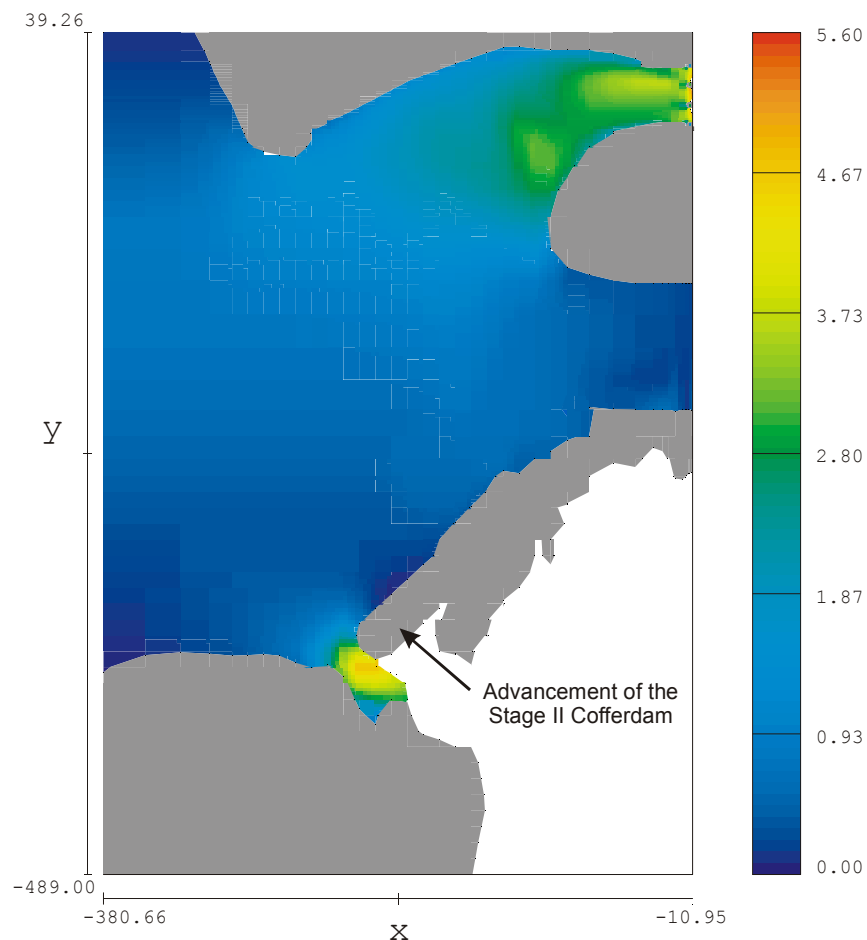 39.26
5.60
4.67
3.73
y
2.80
1.87
Advancement of the
Stage II Cofferdam
0.93
0.00
-489.00
-380.66
-10.95
x